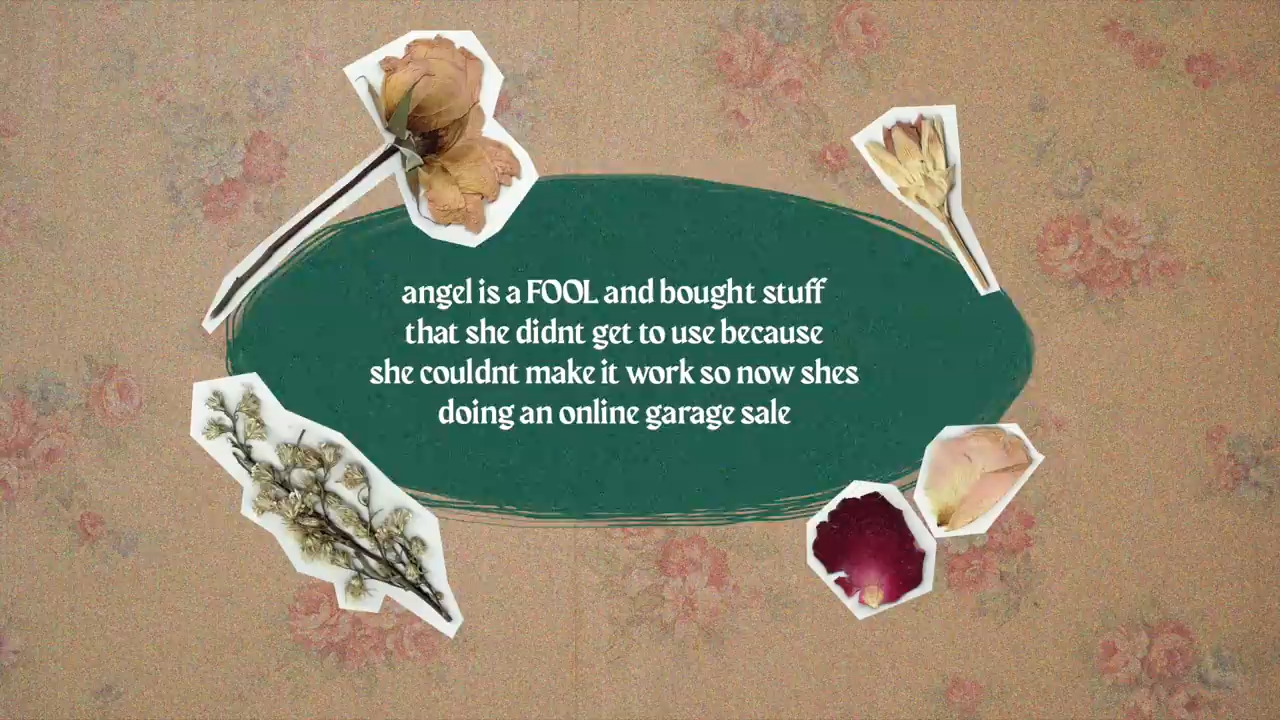 angel is a FOOL and bought stuff
that she didnt get to use because
she couldnt make it work so now shes
doing an online garage sale